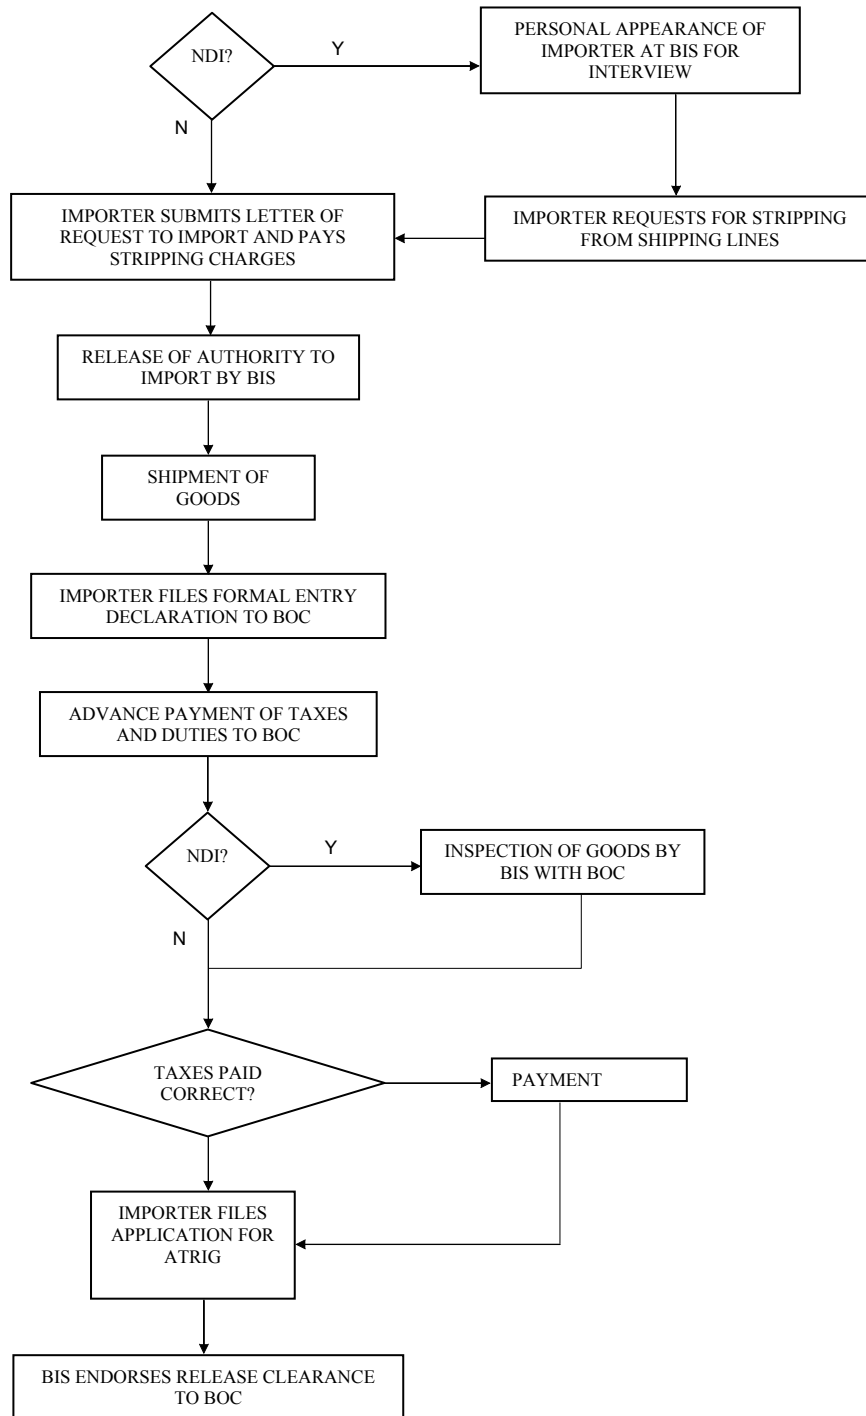 NDI?
Y
PERSONAL APPEARANCE OF
IMPORTER AT BIS FOR
INTERVIEW
N
IMPORTER SUBMITS LETTER OF
REQUEST TO IMPORT AND PAYS
STRIPPING CHARGES
IMPORTER REQUESTS FOR STRIPPING
FROM SHIPPING LINES
RELEASE OF AUTHORITY TO
IMPORT BY BIS
SHIPMENT OF
GOODS
IMPORTER FILES FORMAL ENTRY
DECLARATION TO BOC
ADVANCE PAYMENT OF TAXES
AND DUTIES TO BOC
NDI?
Y
INSPECTION OF GOODS BY
BIS WITH BOC
N
TAXES PAID
CORRECT?
PAYMENT
IMPORTER FILES
APPLICATION FOR
ATRIG
BIS ENDORSES RELEASE CLEARANCE
TO BOC